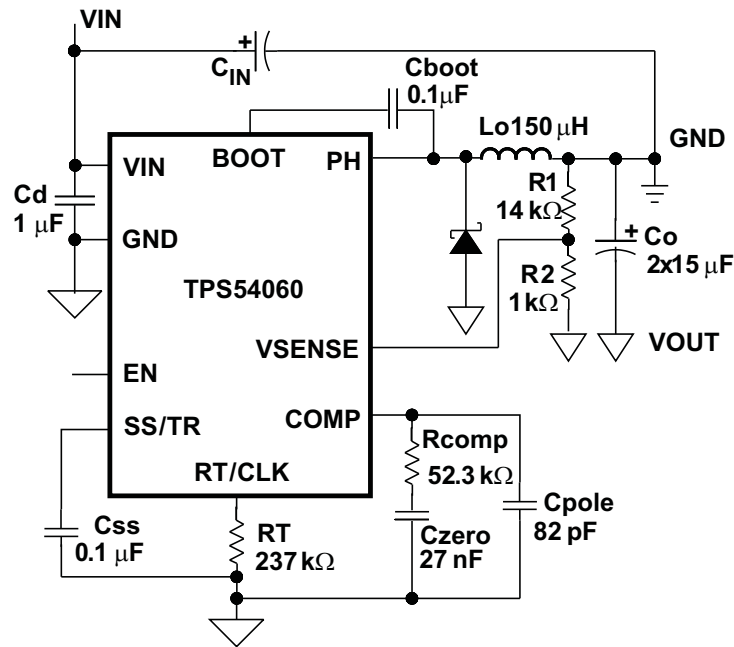 VIN
+
C_IN
Cboot
0.1μF
Lo150 μH
GND
VIN
BOOT
PH
Cd
1 μF
GND
R1
14 kΩ
+
Co
2x15 μF
R2
1kΩ
TPS54060
VSENSE
VOUT
EN
SS/TR
COMP
Rcomp
52.3 kΩ
RT/CLK
Cpole
82 pF
Css
0.1 μF
RT
237 kΩ
Czero
27 nF